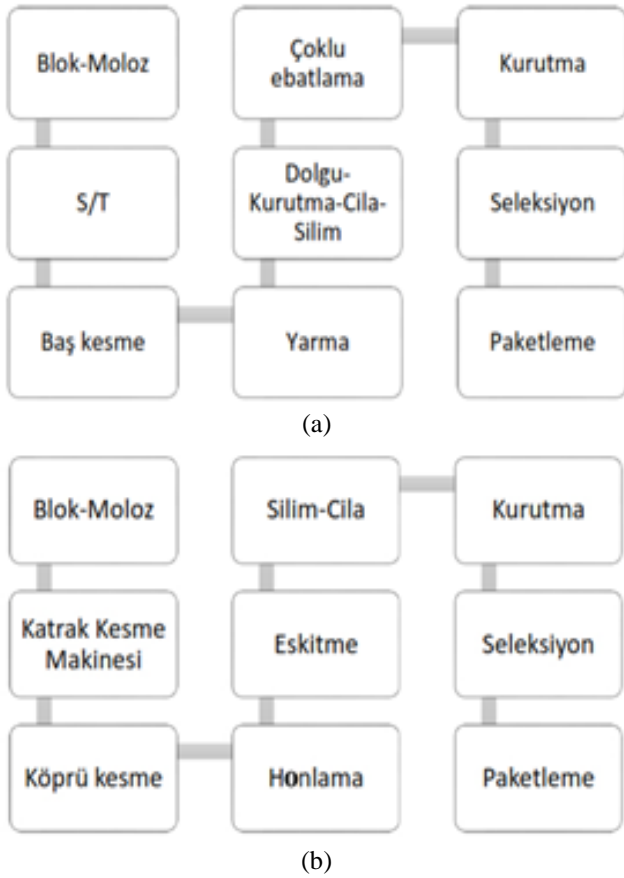 Blok-Moloz
S/T
Baş kesme
Yarma
Dolgu-
Kurutma-Cila-
Silim
Çoklu
ebatlama
Kurutma
Seleksiyon
Paketleme
(a)
Blok-Moloz
Katrak Kesme
Makinesi
Köprü kesme
Honlama
Eskitme
Silim-Cila
Kurutma
Seleksiyon
Paketleme
(b)